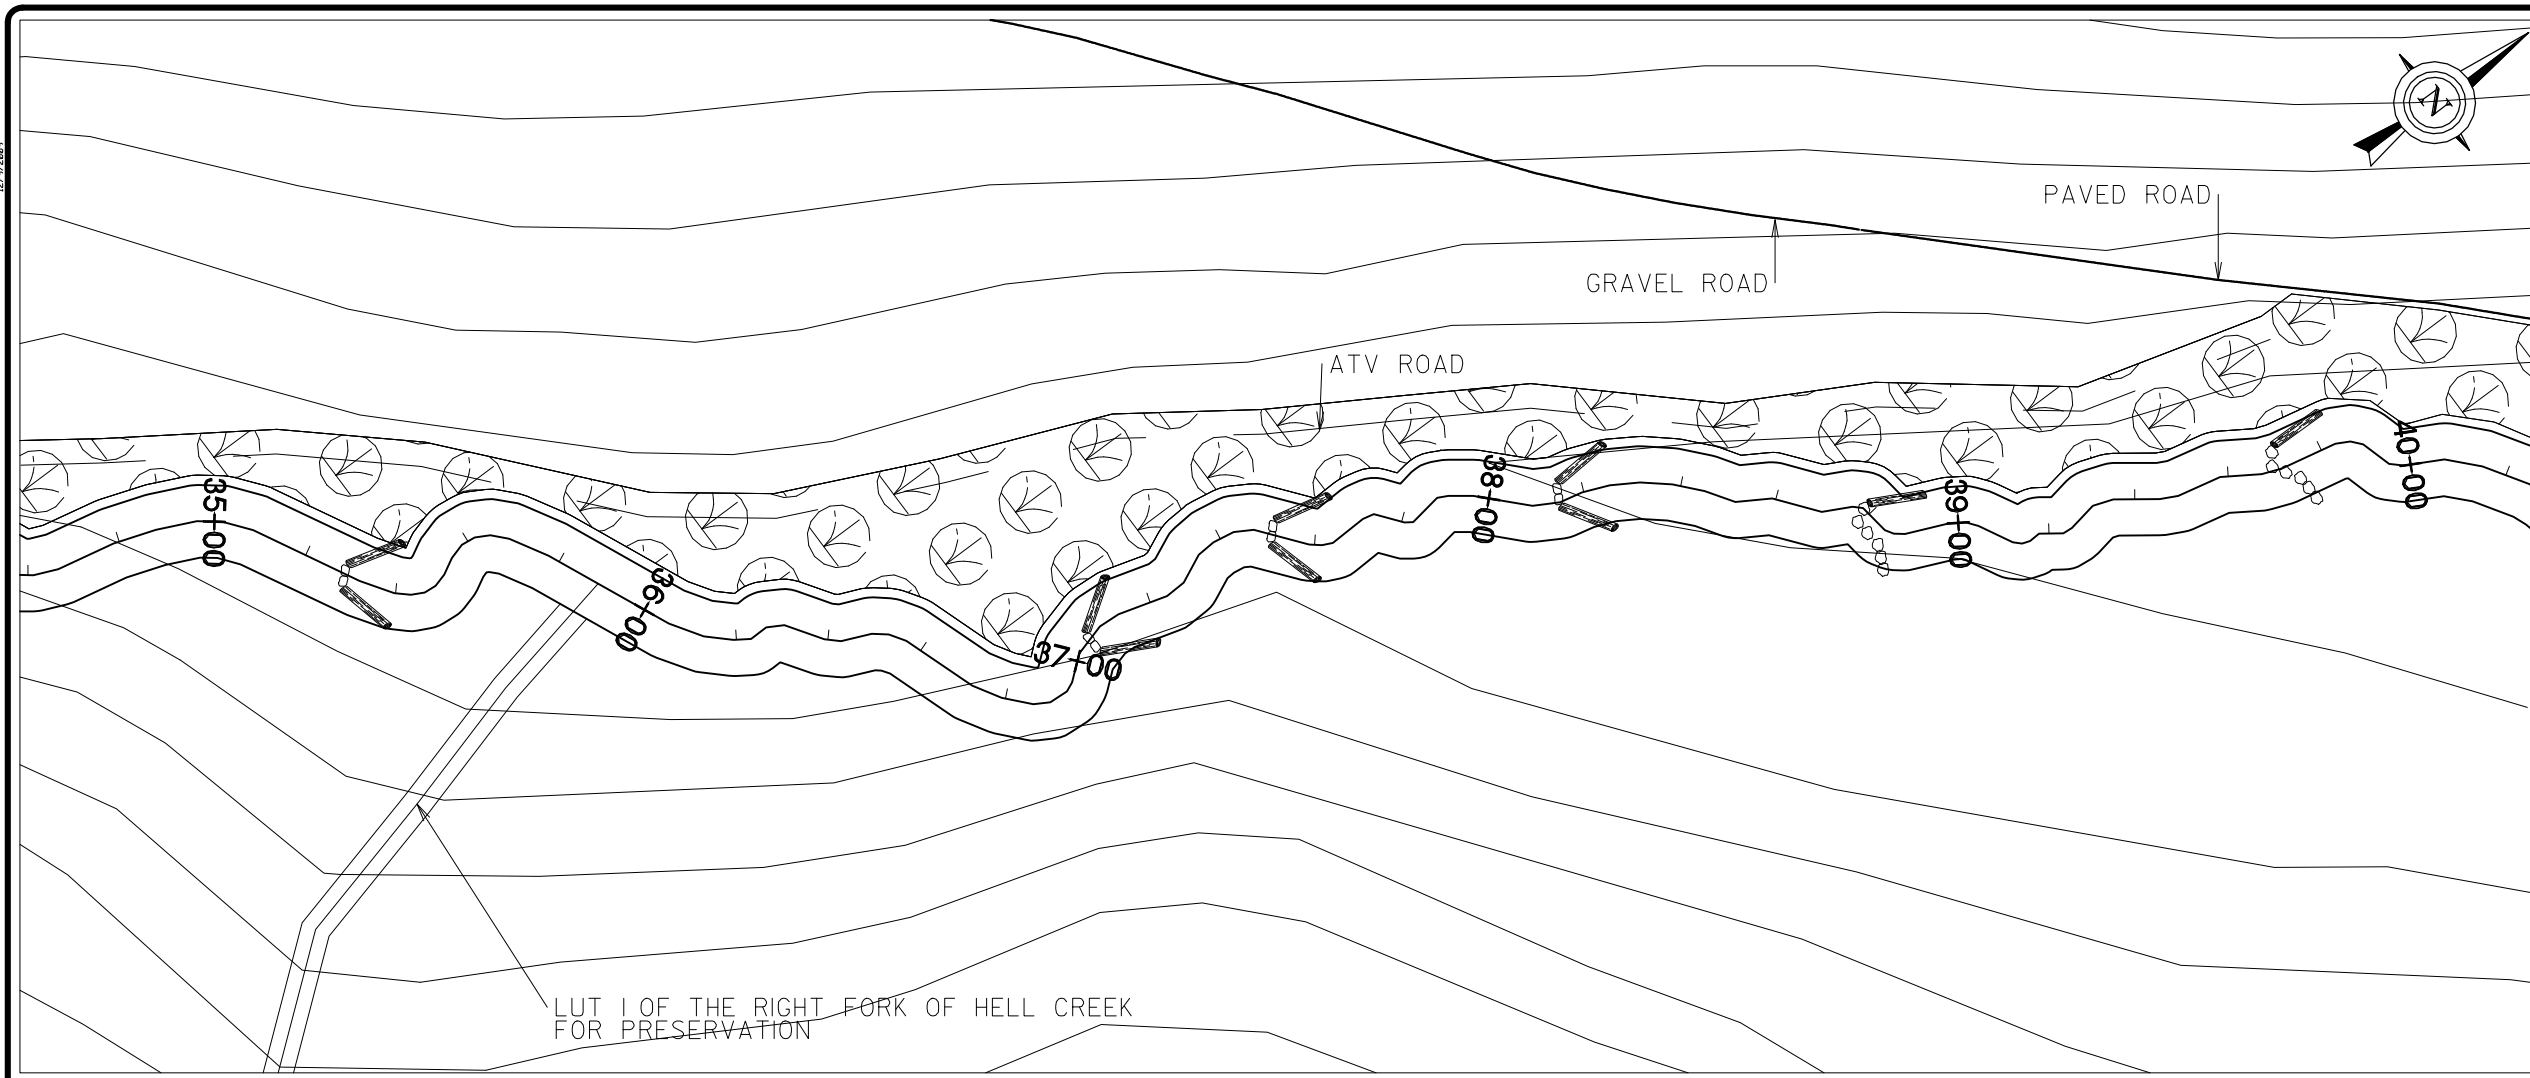 PAVED ROAD
GRAVEL ROAD
ATV ROAD
35+00
36+00
37+00
38+00
39+00
40+00
N
LUT 1 OF THE RIGHT FORK OF HELL CREEK
FOR PRESERVATION